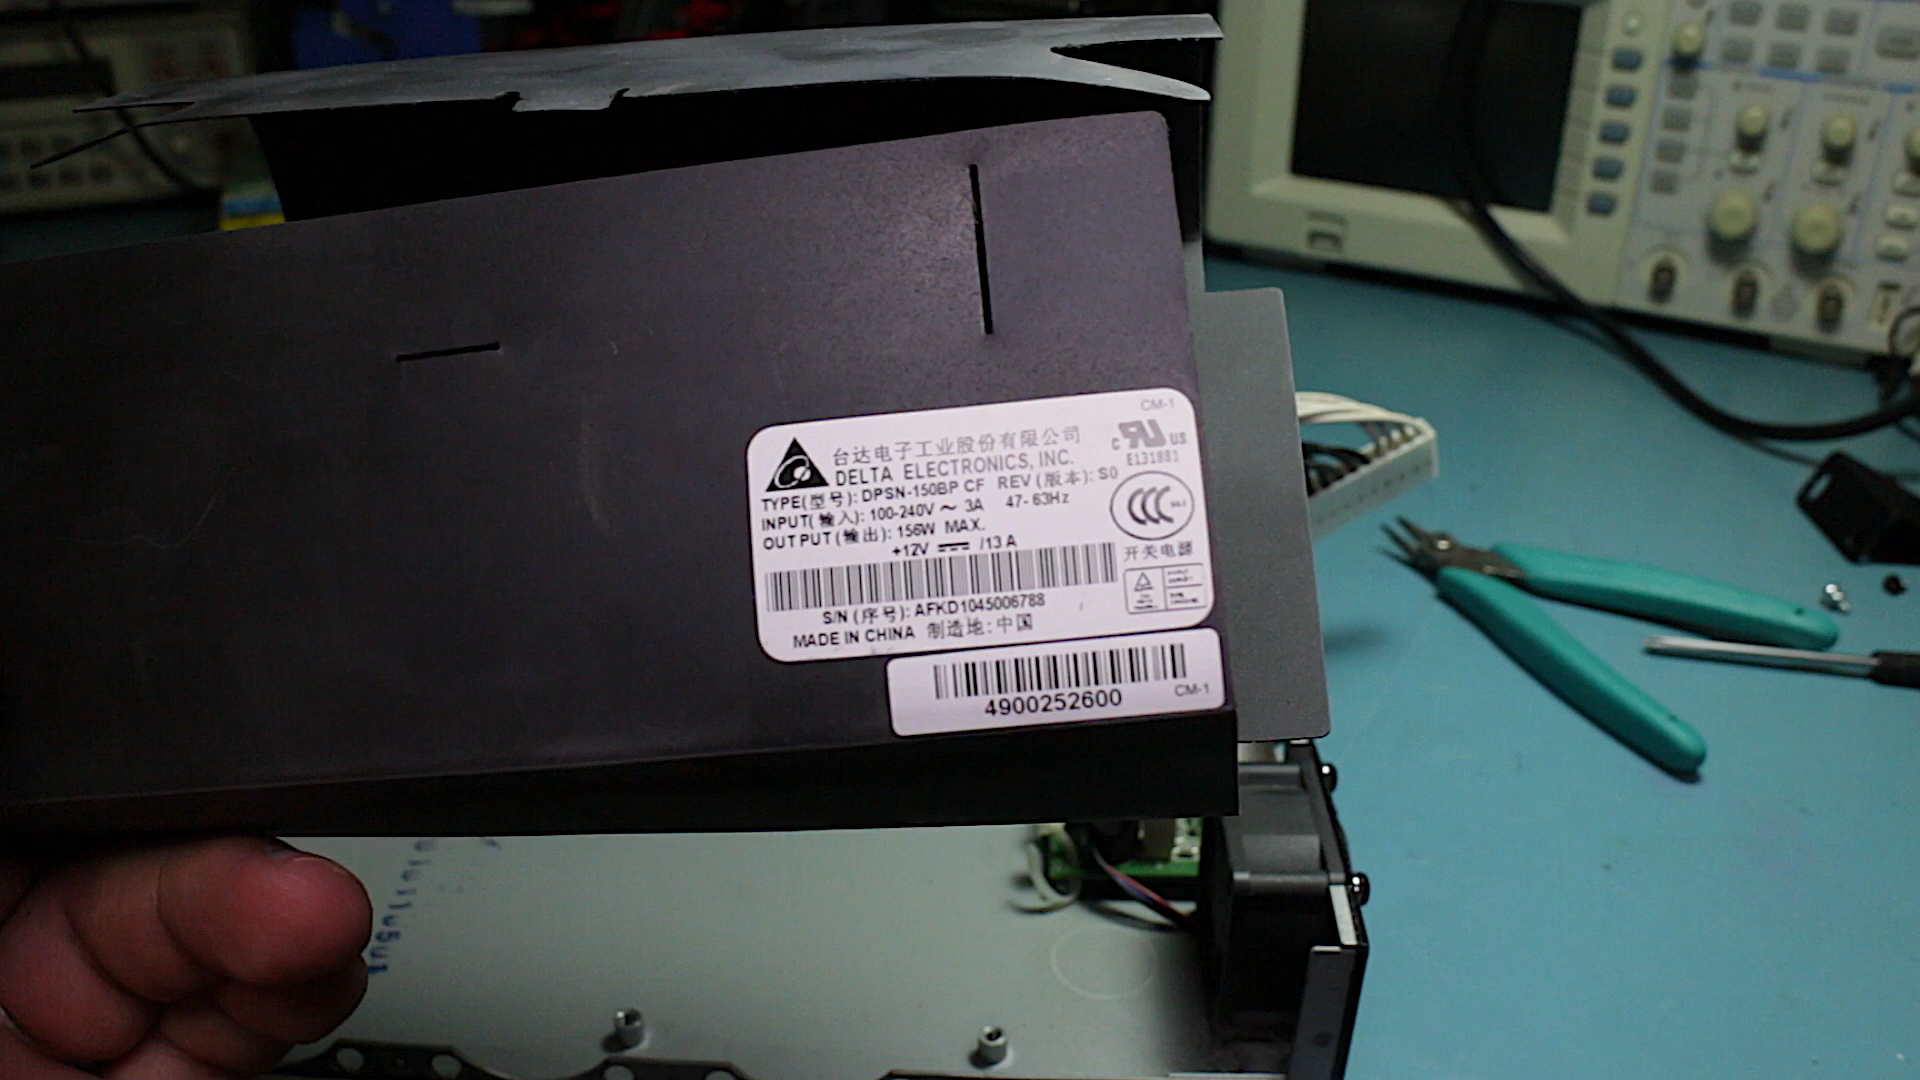 CM-1
台达电子工业股份有限公司
DELTA ELECTRONICS, INC.
C US
E131881
TYPE(型号): DPSN-150BP CF REV (版本): S0
INPUT(输入): 100-240V ~ 3A 47-63Hz
OUTPUT(输出): 156W MAX.
+12V /13A
开关电源
S/N (序号): AFKD1045006788
MADE IN CHINA 制造地: 中国
4900252600
CM-1